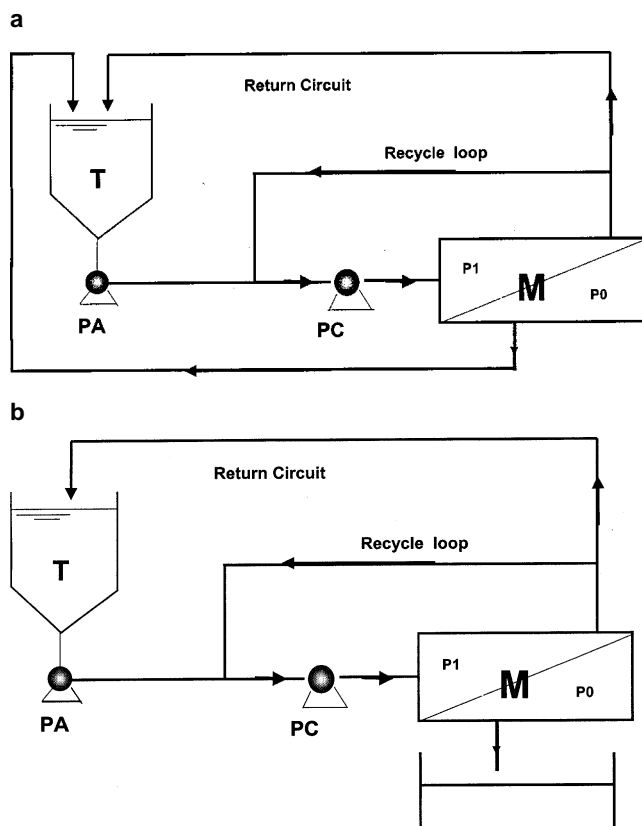 a
Return Circuit
Recycle loop
T
P1
M
P0
PA
PC
b
Return Circuit
Recycle loop
T
P1
M
P0
PA
PC